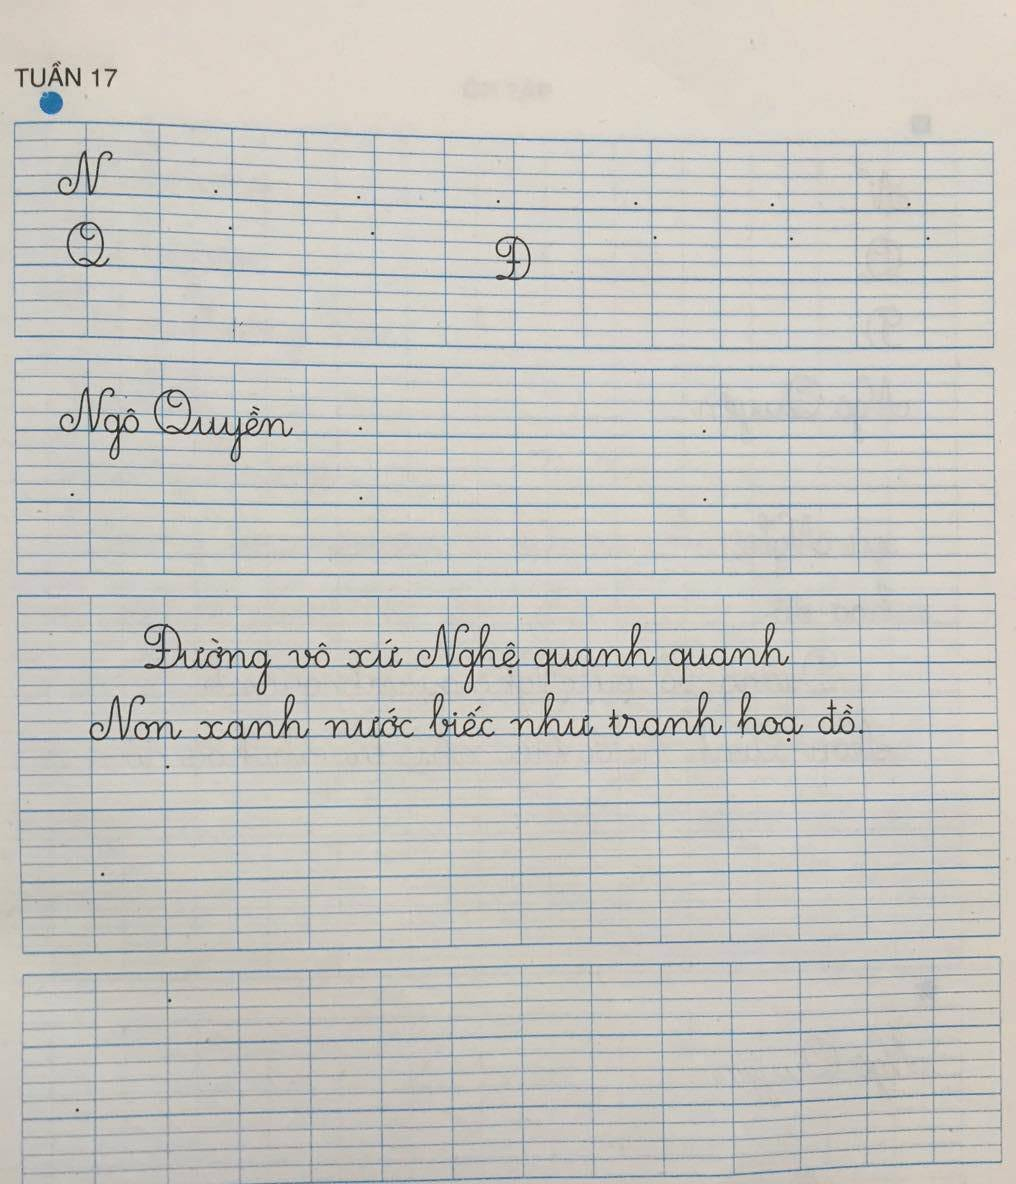 TUẦN 17
N
Q Đ
Ngô Quyền
Đường vô xứ Nghệ quanh quanh
Non xanh nước biếc như tranh hoạ đồ.